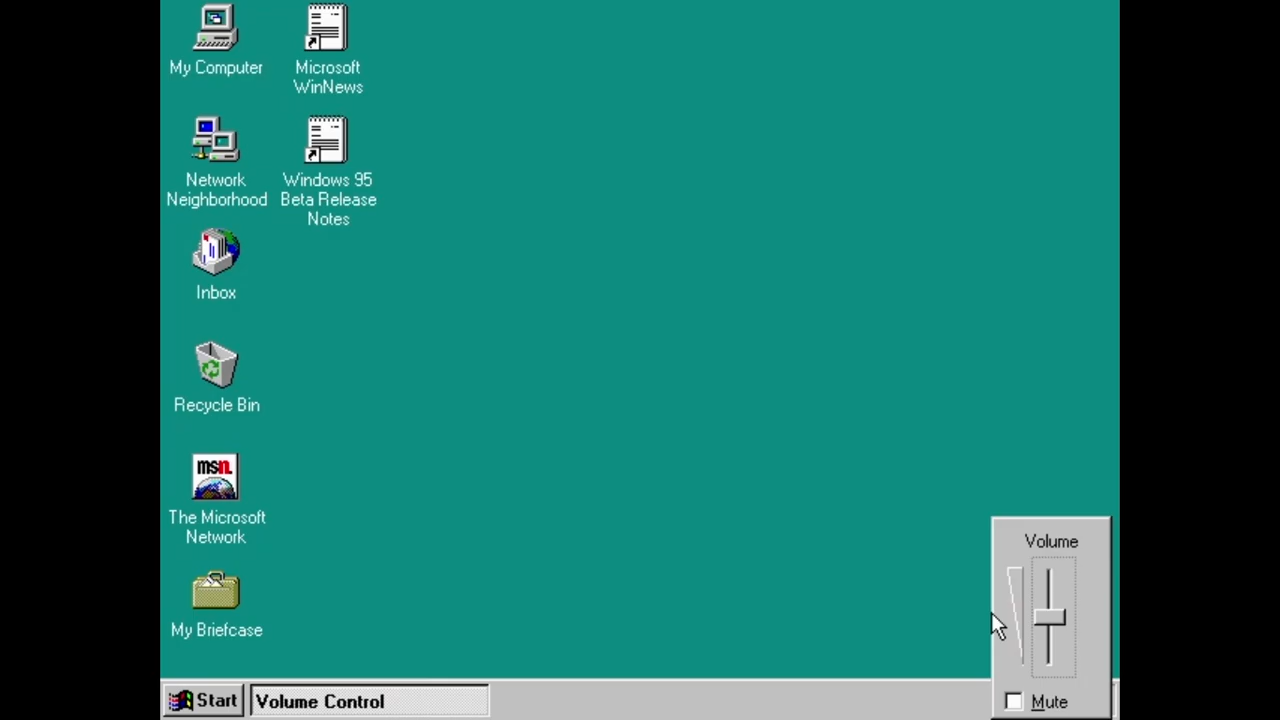 My Computer
Microsoft
WinNews
Network
Neighborhood
Windows 95
Beta Release
Notes
Inbox
Recycle Bin
msn.
The Microsoft
Network
My Briefcase
Volume
Mute
Start
Volume Control